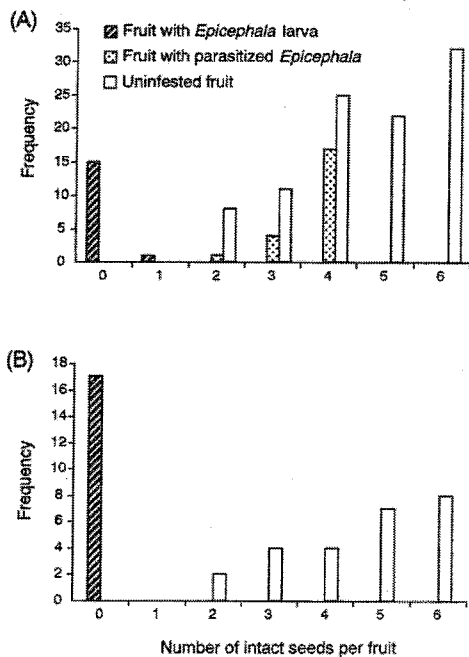 (A)
Fruit with Epicephala larva
Fruit with parasitized Epicephala
Uninfested fruit
Frequency
35
30
25
20
15
10
5
0
0 1 2 3 4 5 6
(B)
Frequency
18
16
14
12
10
8
6
4
2
0
0 1 2 3 4 5 6
Number of intact seeds per fruit